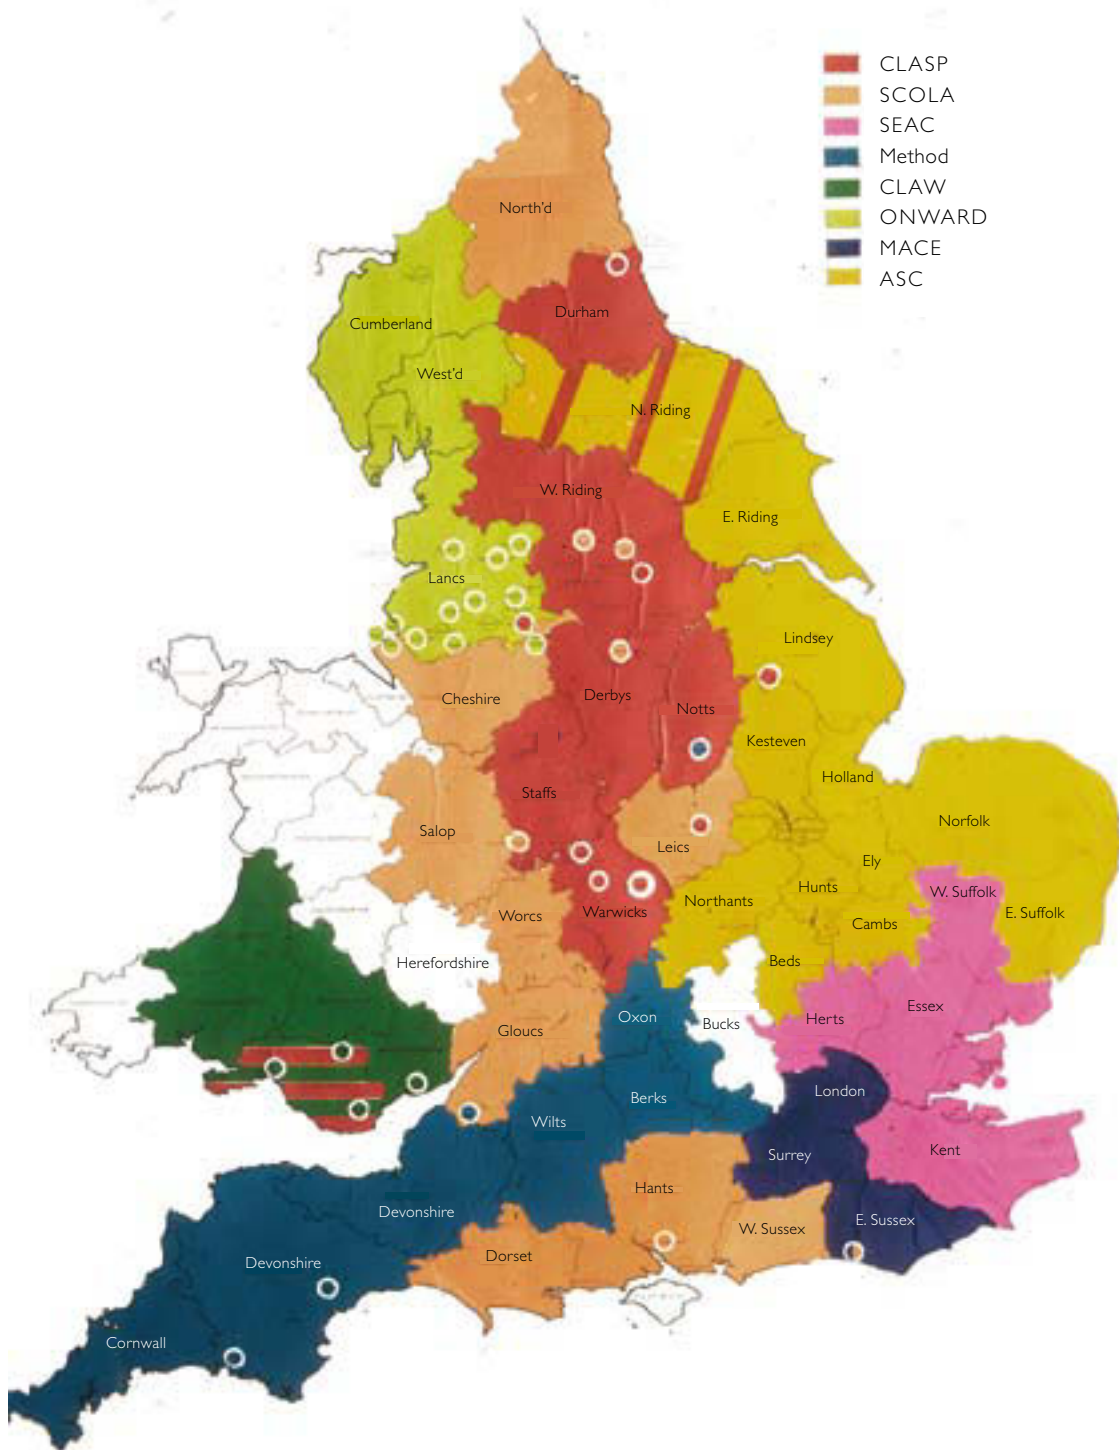 CLASP
SCOLA
SEAC
Method
CLAW
ONWARD
MACE
ASC
North'd
Durham
Cumberland
West'd
N. Riding
W. Riding
E. Riding
Lancs
Lindsey
Cheshire
Derbys
Notts
Kesteven
Holland
Staffs
Salop
Leics
Norfolk
Ely
Hunts
W. Suffolk
Northants
Worcs
Warwicks
Cambs
E. Suffolk
Herefordshire
Beds
Gloucs
Oxon
Bucks
Herts
Essex
London
Berks
Wilts
Surrey
Kent
Hants
Devonshire
W. Sussex
E. Sussex
Dorset
Devonshire
Cornwall